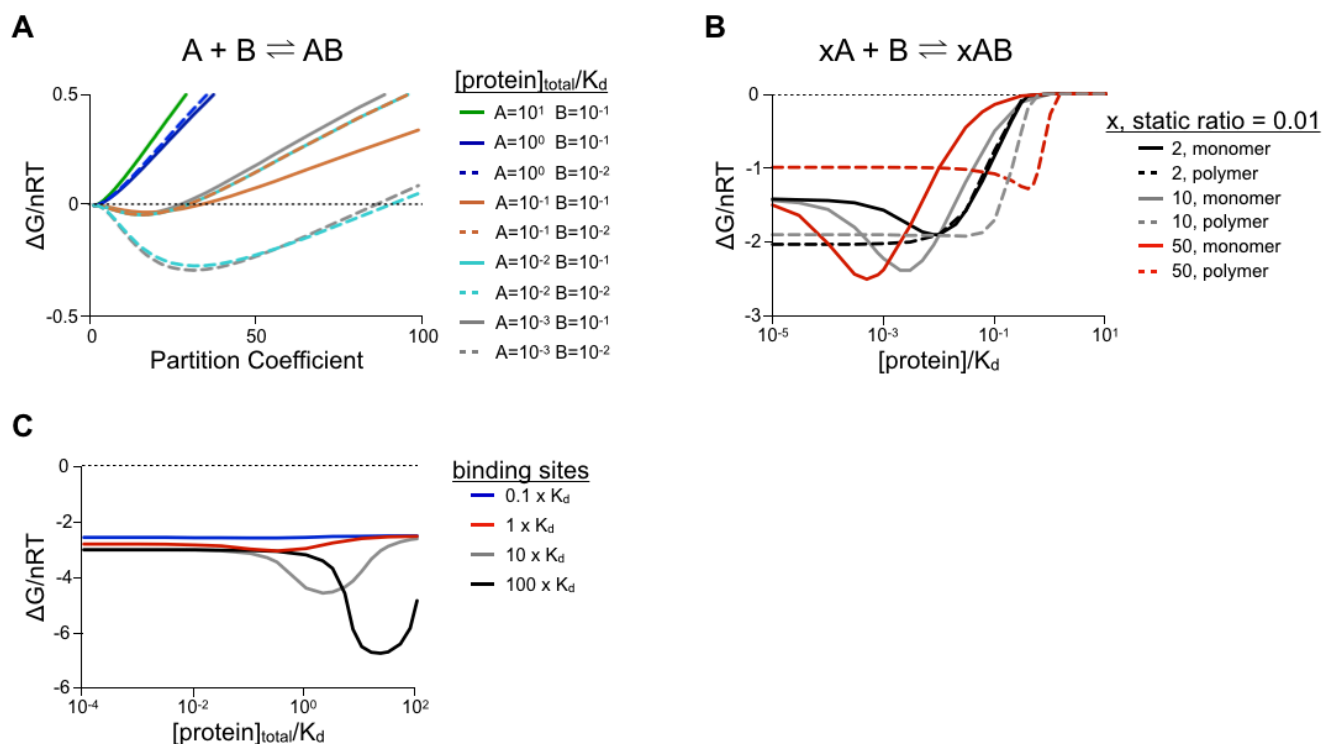 A
A + B ⇌ AB
ΔG/nRT
0.5
0
-0.5
0
50
100
Partition Coefficient
[protein]total/Kd
A=10¹ B=10⁻¹
A=10⁰ B=10⁻¹
A=10⁰ B=10⁻²
A=10⁻¹ B=10⁻¹
A=10⁻¹ B=10⁻²
A=10⁻² B=10⁻¹
A=10⁻² B=10⁻²
A=10⁻³ B=10⁻¹
A=10⁻³ B=10⁻²
B
xA + B ⇌ xAB
ΔG/nRT
0
-1
-2
-3
10⁻⁵
10⁻³
10⁻¹
10¹
[protein]/Kd
x, static ratio = 0.01
2, monomer
2, polymer
10, monomer
10, polymer
50, monomer
50, polymer
C
ΔG/nRT
0
-2
-4
-6
10⁻⁴
10⁻²
10⁰
10²
[protein]total/Kd
binding sites
0.1 x Kd
1 x Kd
10 x Kd
100 x Kd